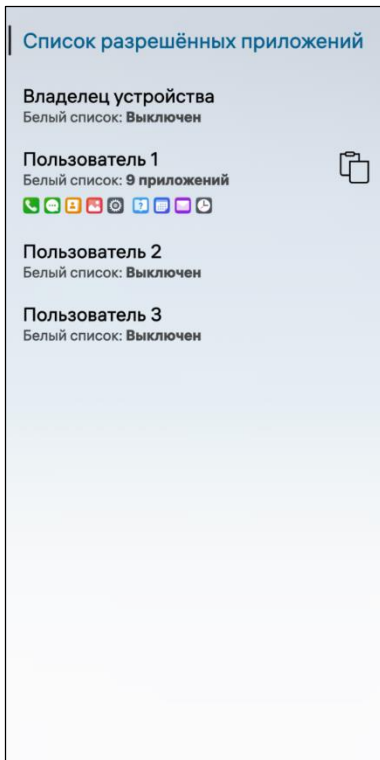 Список разрешённых приложений
Владелец устройства
Белый список: Выключен
Пользователь 1
Белый список: 9 приложений
Пользователь 2
Белый список: Выключен
Пользователь 3
Белый список: Выключен